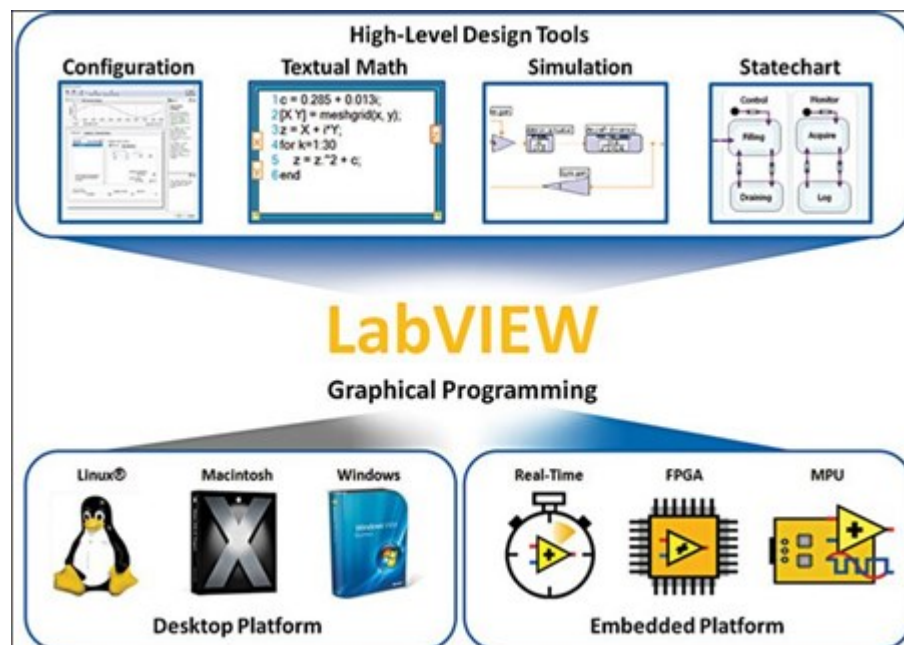 High-Level Design Tools
Configuration
Textual Math
Simulation
Statechart
1 c = 0.285 + 0.013i;
2 [X Y] = meshgrid(x, y);
3 z = X + i*Y;
4 for k=1:30
5 z = z.^2 + c;
6 end
X
Y
Control
Monitor
Filling
Acquire
Draining
Log
LabVIEW
Graphical Programming
Linux®
Macintosh
Windows
Real-Time
FPGA
MPU
X
Desktop Platform
Embedded Platform